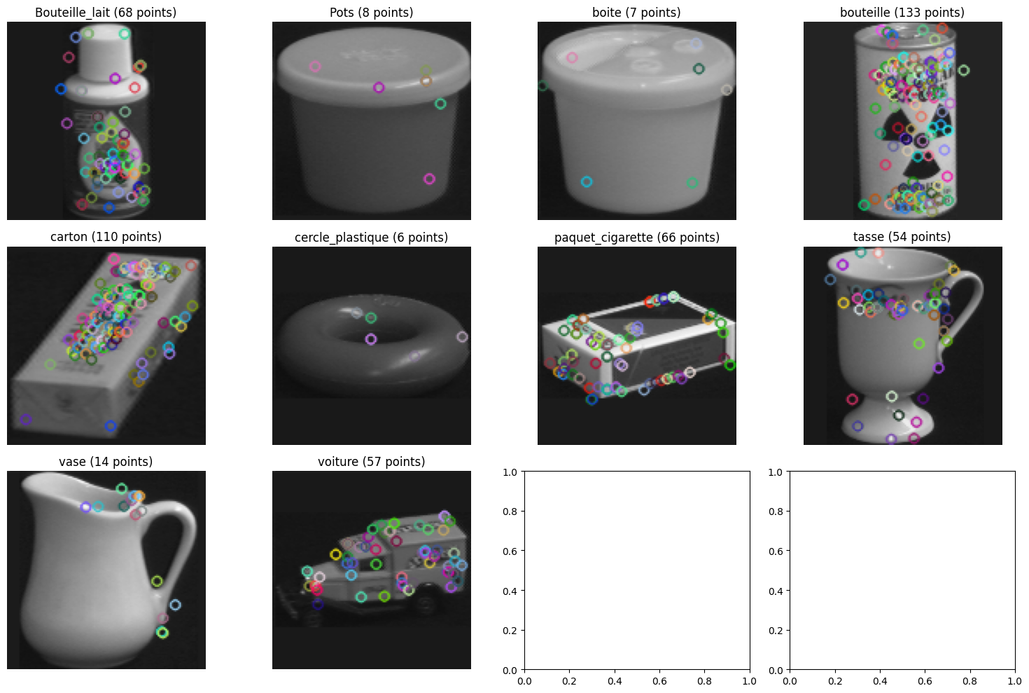 Bouteille_lait (68 points)
Pots (8 points)
boite (7 points)
bouteille (133 points)
carton (110 points)
cercle_plastique (6 points)
paquet_cigarette (66 points)
tasse (54 points)
vase (14 points)
voiture (57 points)
1.0
0.8
0.6
0.4
0.2
0.0
0.0 0.2 0.4 0.6 0.8 1.0
1.0
0.8
0.6
0.4
0.2
0.0
0.0 0.2 0.4 0.6 0.8 1.0